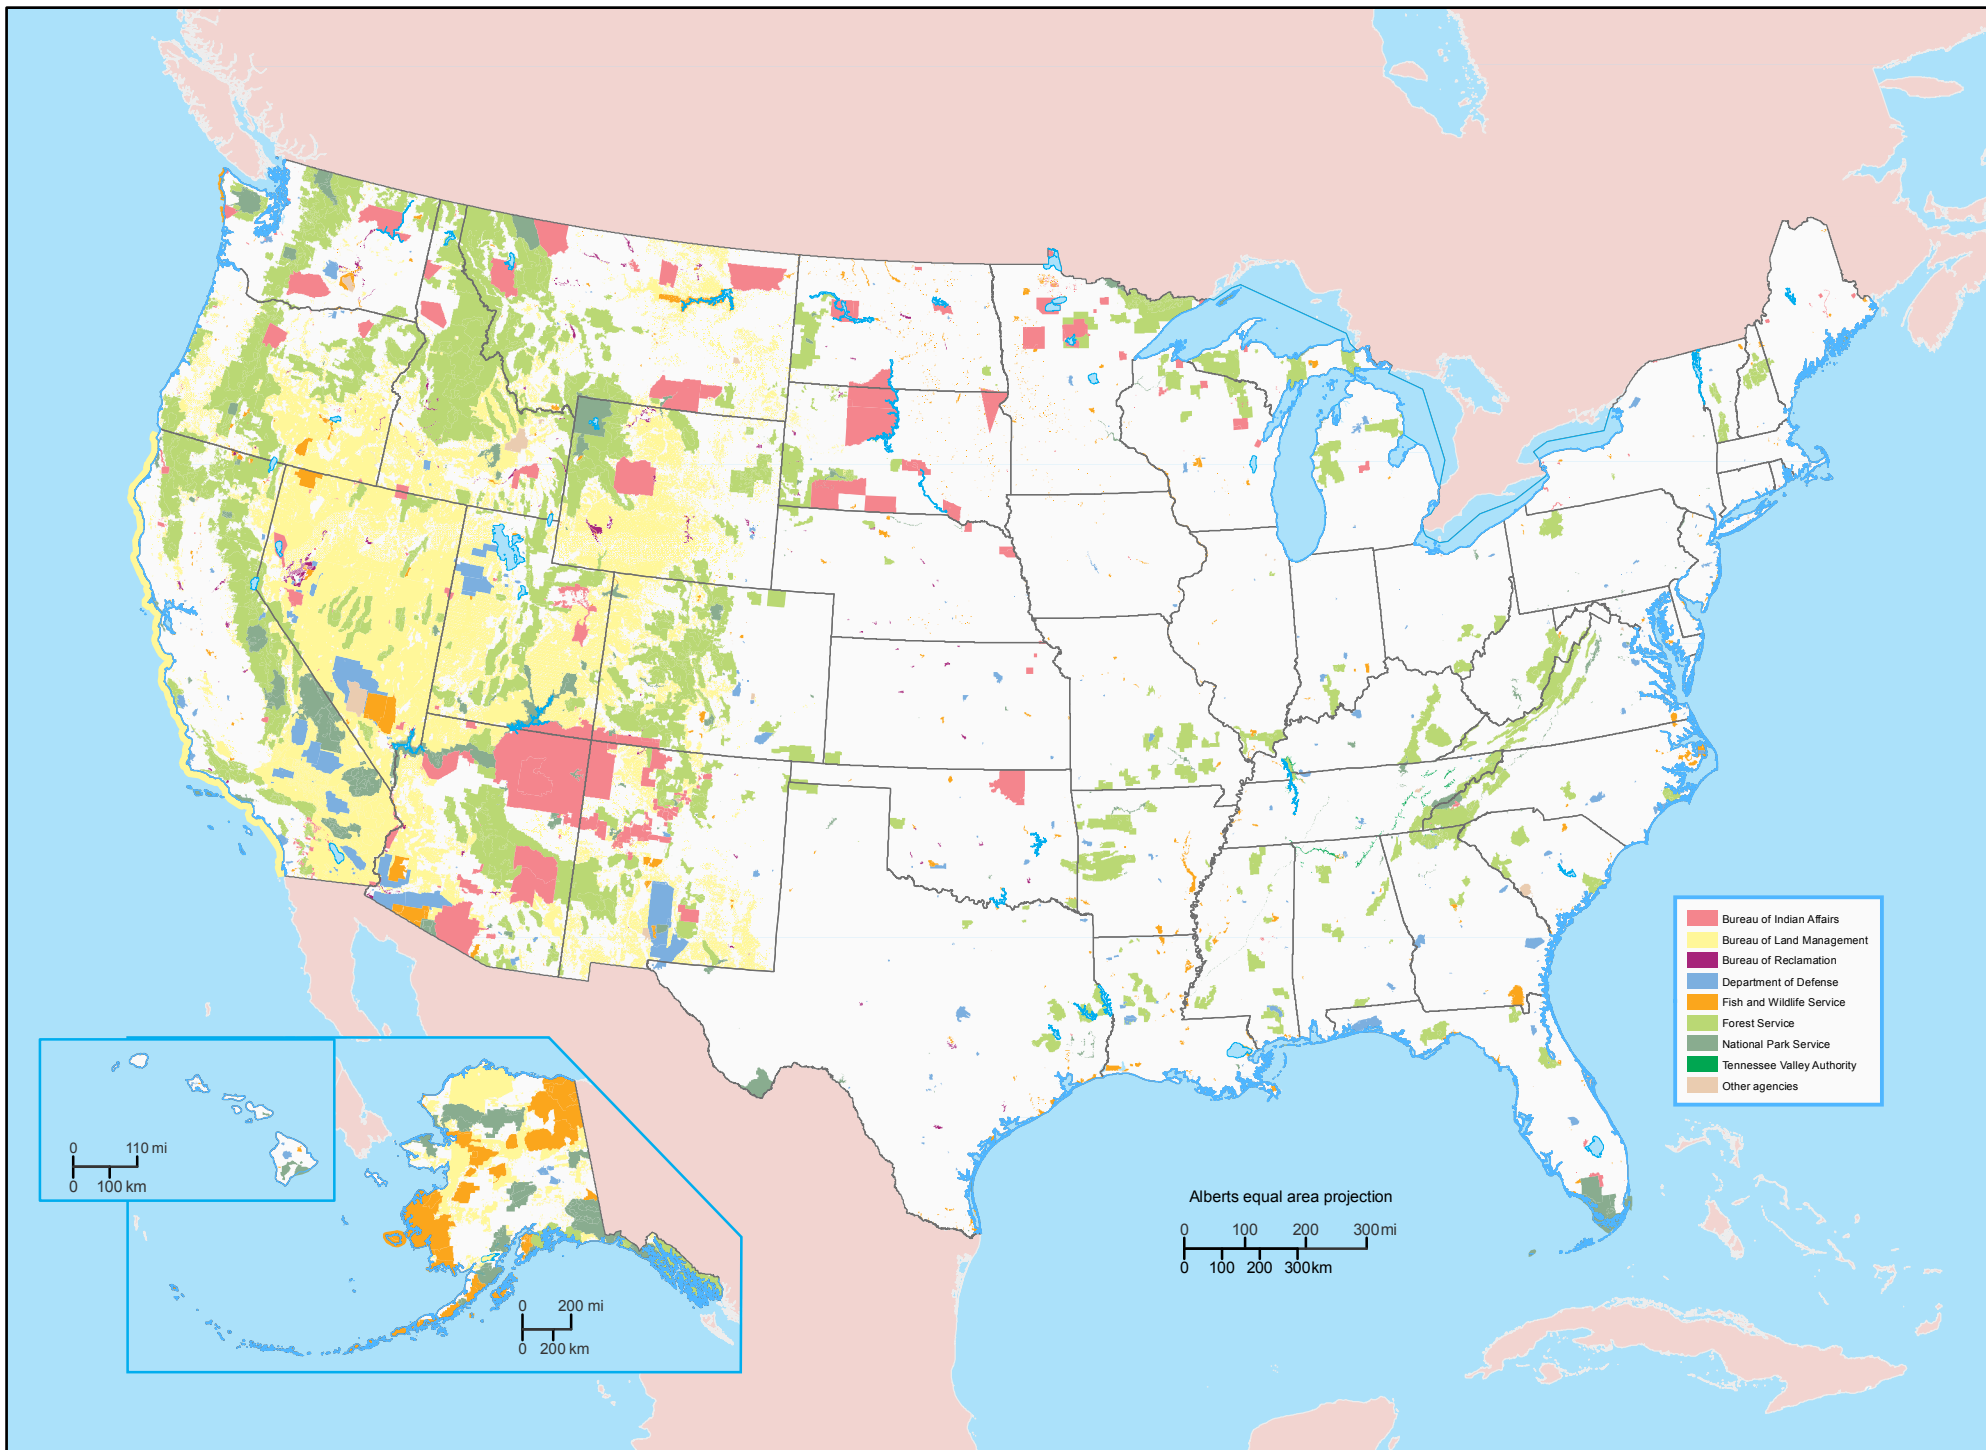 Bureau of Indian Affairs
Bureau of Land Management
Bureau of Reclamation
Department of Defense
Fish and Wildlife Service
Forest Service
National Park Service
Tennessee Valley Authority
Other agencies
0 110 mi
0 100 km
Alberts equal area projection
0 100 200 300 mi
0 100 200 300 km
0 200 mi
0 200 km